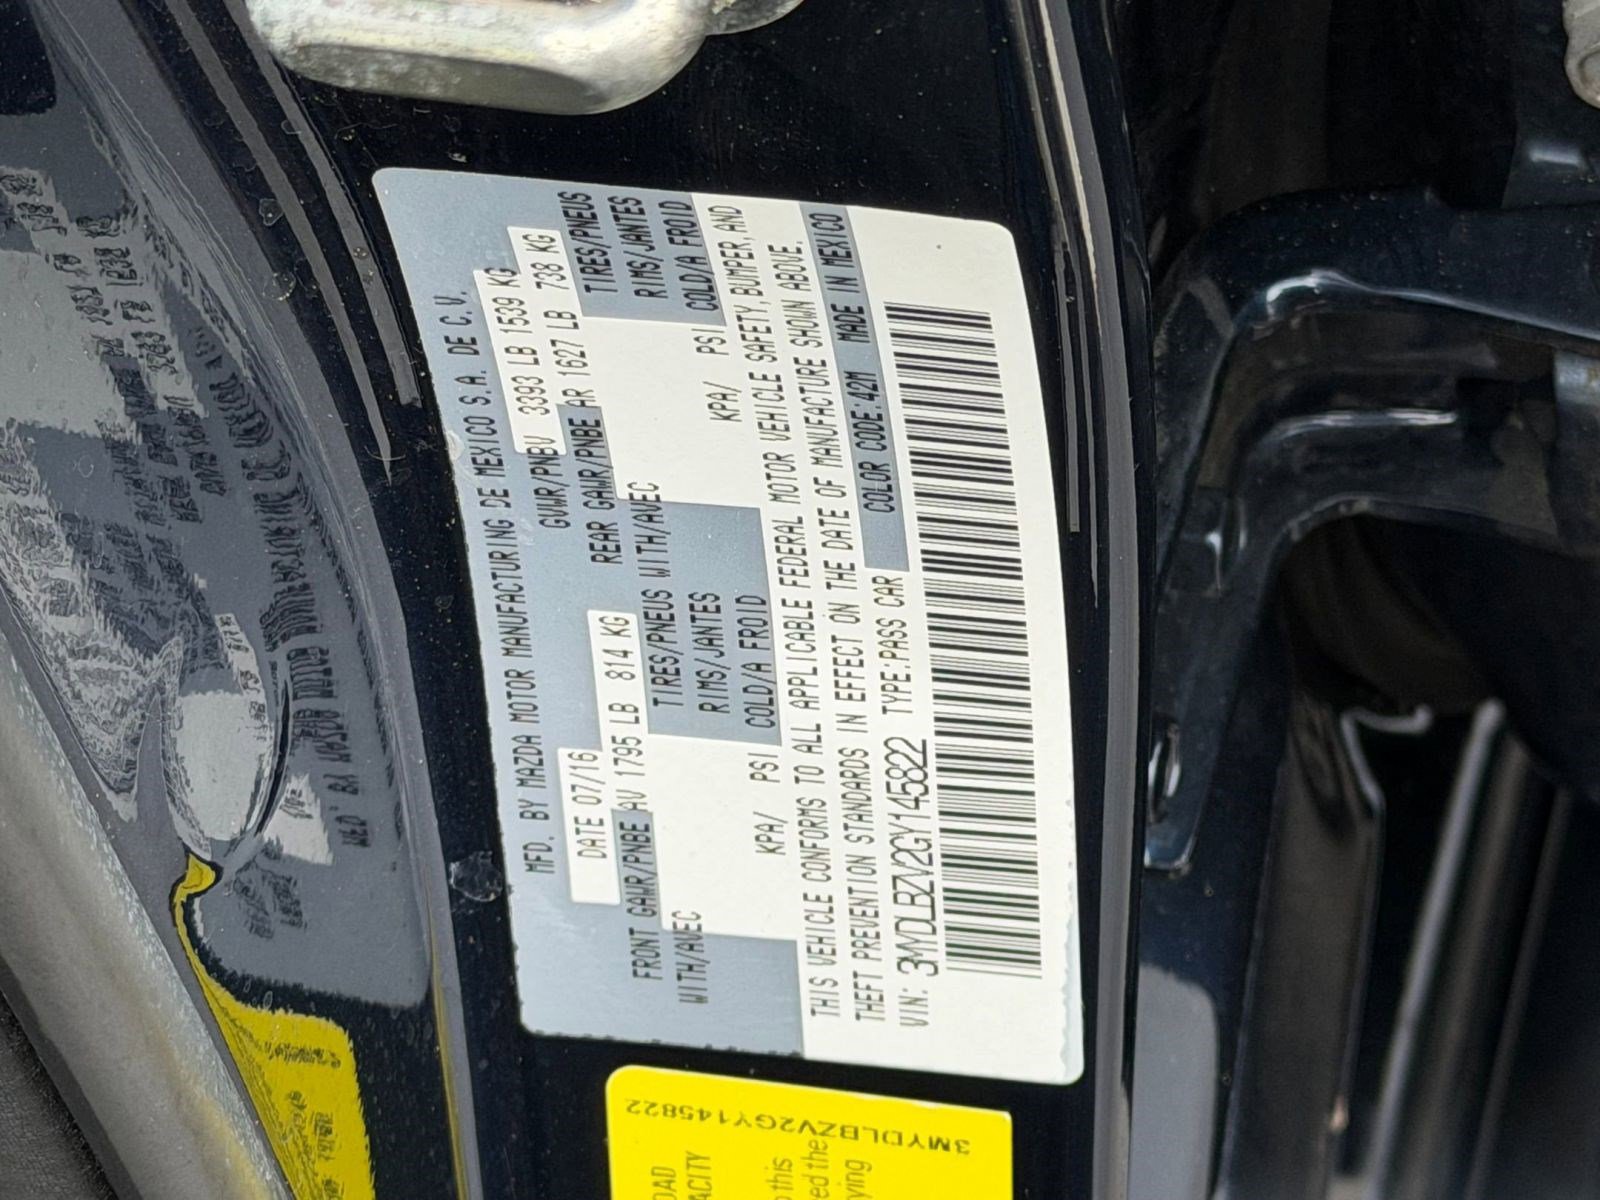 MFD. BY MAZDA MOTOR MANUFACTURING DE MEXICO S.A. DE C.V.
DATE 07/16 GVWR/PNBV 3393 LB 1539 KG
FRONT GAWR/PNBE AV 1795 LB 814 KG REAR GAWR/PNBE AR 1627 LB 738 KG
WITH/AVEC TIRES/PNEUS WITH/AVEC TIRES/PNEUS
RIMS/JANTES RIMS/JANTES
KPA/ PSI COLD/A FROID KPA/ PSI COLD/A FROID
THIS VEHICLE CONFORMS TO ALL APPLICABLE FEDERAL MOTOR VEHICLE SAFETY, BUMPER, AND
THEFT PREVENTION STANDARDS IN EFFECT ON THE DATE OF MANUFACTURE SHOWN ABOVE.
VIN: 3MYDLBZV2GY145822 TYPE:PASS CAR COLOR CODE:42M MADE IN MEXICO
3MYDLBZV2GY145822